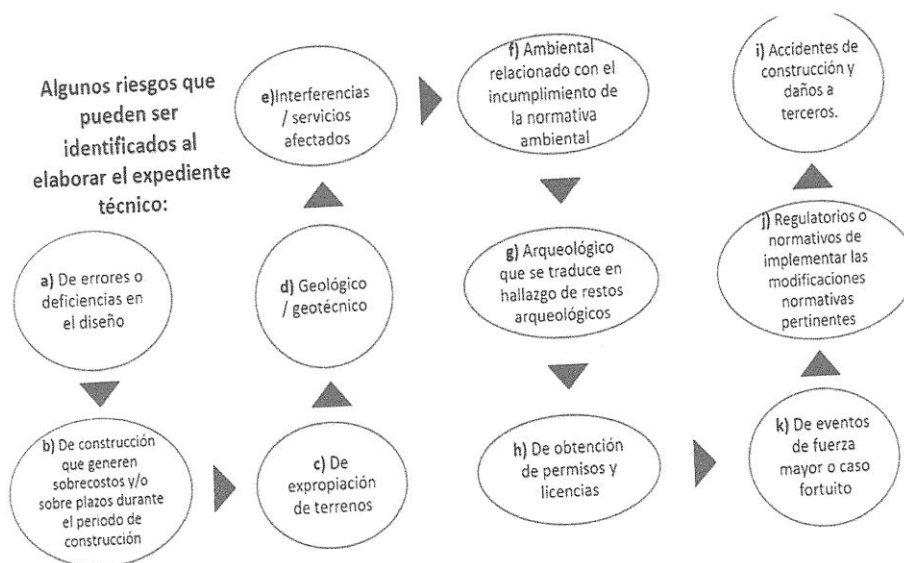 Algunos riesgos que
pueden ser
identificados al
elaborar el expediente
técnico:
a) De errores o
deficiencias en
el diseño
b) De construcción
que generen
sobrecostos y/o
sobre plazos durante
el periodo de
construcción
c) De
expropiación
de terrenos
d) Geológico
/ geotécnico
e)Interferencias
/ servicios
afectados
f) Ambiental
relacionado con el
incumplimiento de
la normativa
ambiental
g) Arqueológico
que se traduce en
hallazgo de restos
arqueológicos
h) De obtención
de permisos y
licencias
k) De eventos
de fuerza
mayor o caso
fortuito
j) Regulatorios o
normativos de
implementar las
modificaciones
normativas
pertinentes
i) Accidentes de
construcción y
daños a
terceros.